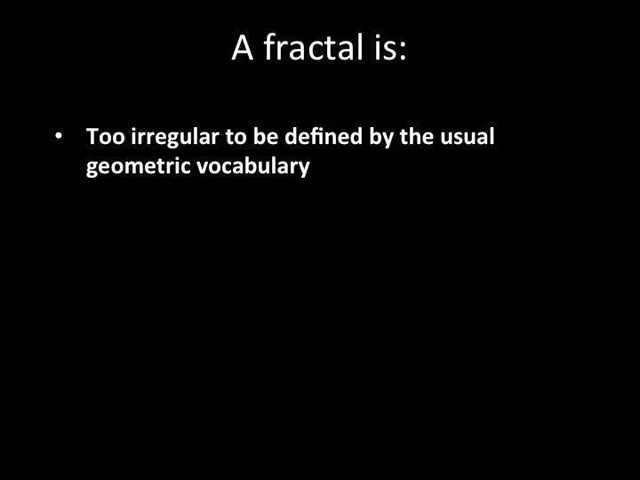 A fractal is:
• Too irregular to be defined by the usual
geometric vocabulary